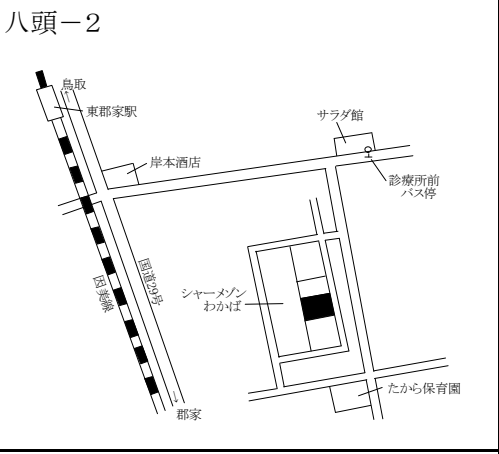 八頭－2
鳥取
東郡家駅
サラダ館
岸本酒店
診療所前
バス停
国道29号
因美線
シャーメゾン
わかば
たから保育園
郡家